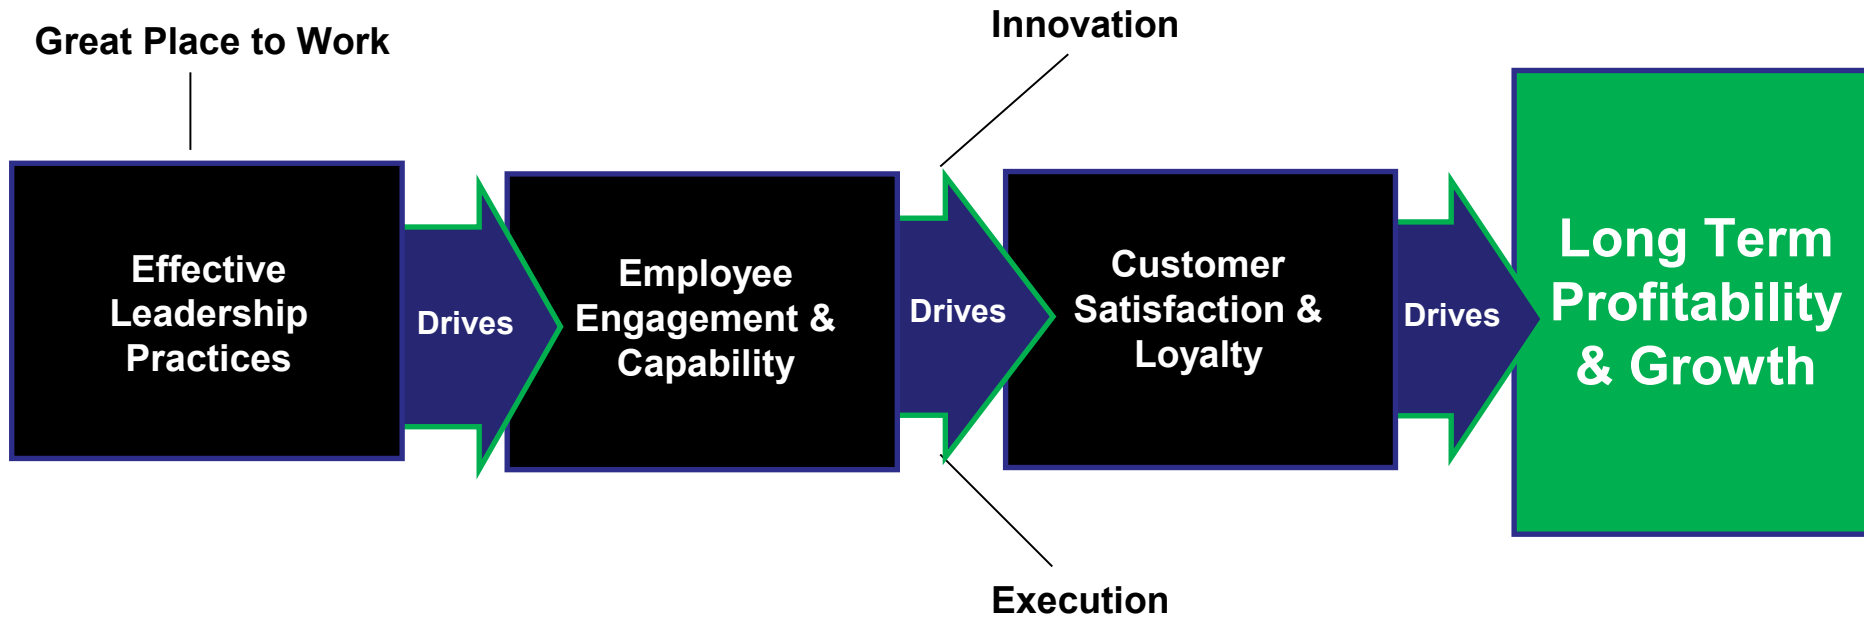 Great Place to Work
Innovation
Effective
Leadership
Practices
Drives
Employee
Engagement &
Capability
Drives
Customer
Satisfaction &
Loyalty
Drives
Long Term
Profitability
& Growth
Execution